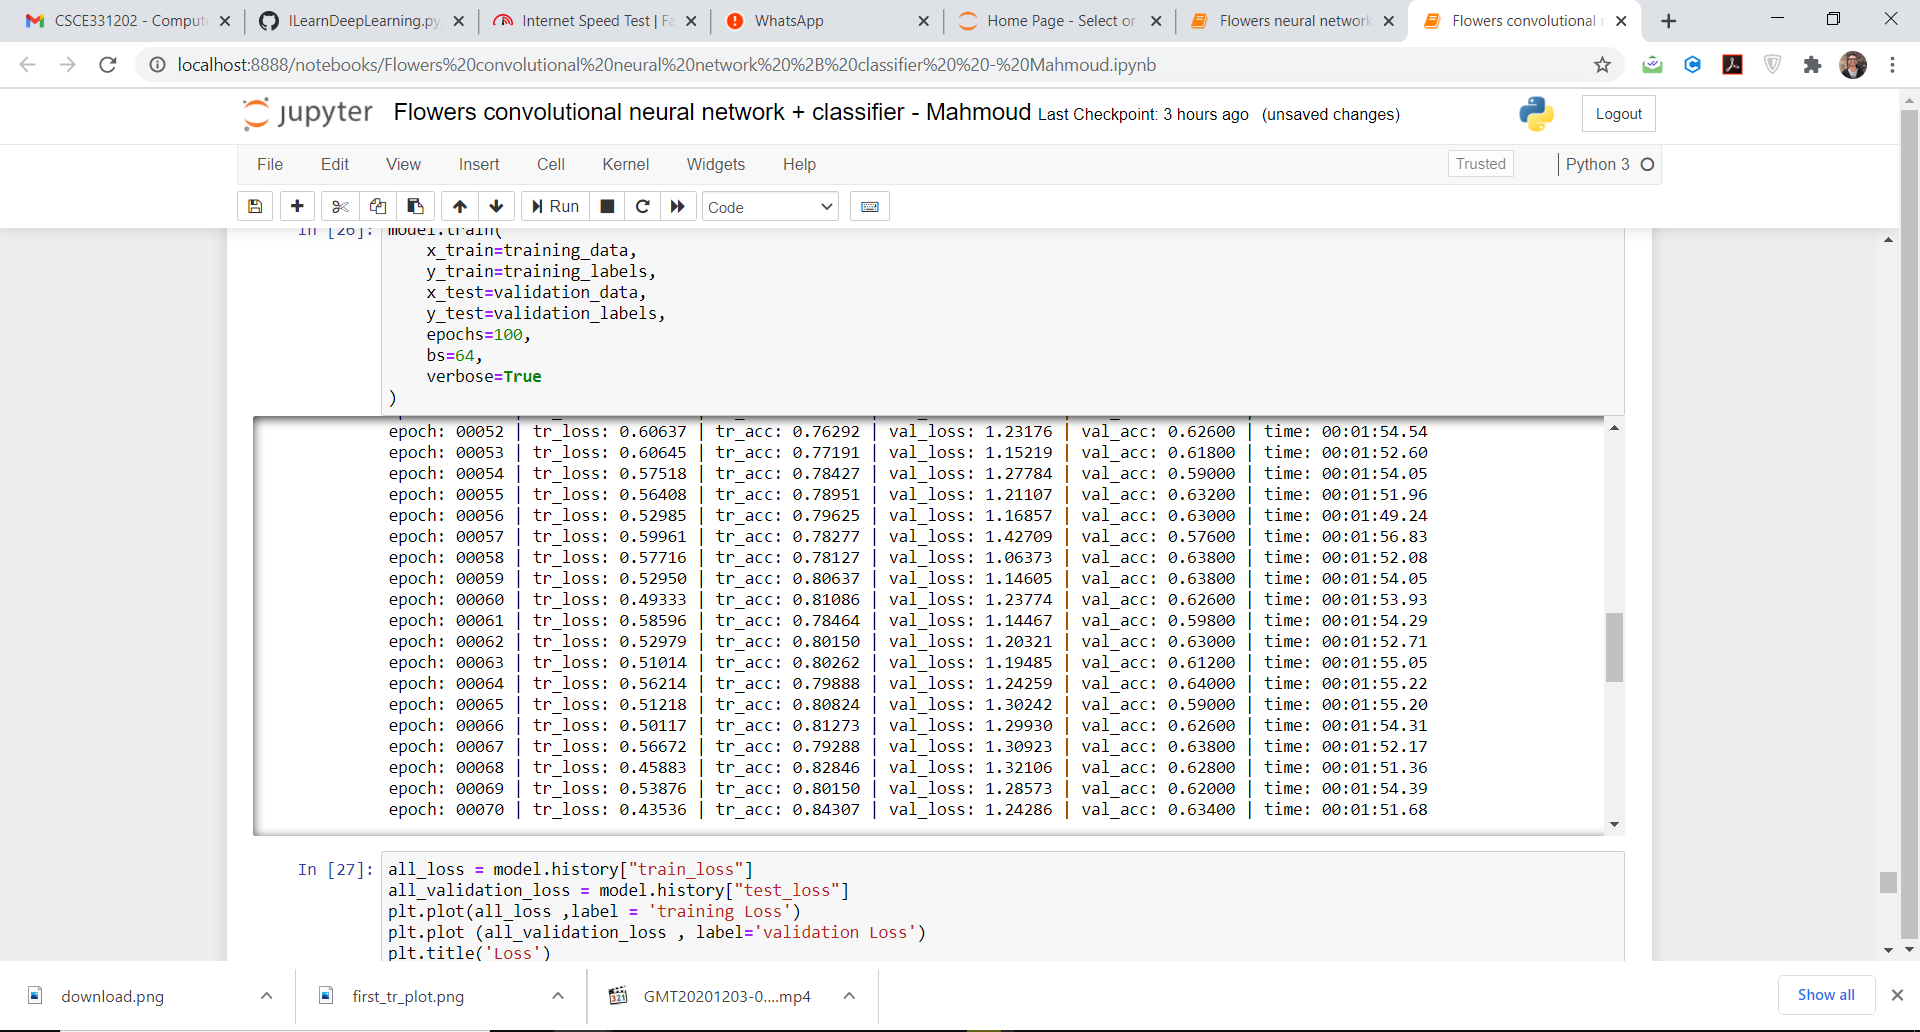 CSCE331202 - Comput
ILearnDeepLearning.py
Internet Speed Test | Fa
WhatsApp
Home Page - Select or
Flowers neural network
Flowers convolutional
localhost:8888/notebooks/Flowers%20convolutional%20neural%20network%20%2B%20classifier%20%20-%20Mahmoud.ipynb
jupyter Flowers convolutional neural network + classifier - Mahmoud Last Checkpoint: 3 hours ago (unsaved changes) Logout
File Edit View Insert Cell Kernel Widgets Help Trusted Python 3
Run Code
In [26]: model.train(
x_train=training_data,
y_train=training_labels,
x_test=validation_data,
y_test=validation_labels,
epochs=100,
bs=64,
verbose=True
)
epoch: 00052 | tr_loss: 0.60637 | tr_acc: 0.76292 | val_loss: 1.23176 | val_acc: 0.62600 | time: 00:01:54.54
epoch: 00053 | tr_loss: 0.60645 | tr_acc: 0.77191 | val_loss: 1.15219 | val_acc: 0.61800 | time: 00:01:52.60
epoch: 00054 | tr_loss: 0.57518 | tr_acc: 0.78427 | val_loss: 1.27784 | val_acc: 0.59000 | time: 00:01:54.05
epoch: 00055 | tr_loss: 0.56408 | tr_acc: 0.78951 | val_loss: 1.21107 | val_acc: 0.63200 | time: 00:01:51.96
epoch: 00056 | tr_loss: 0.52985 | tr_acc: 0.79625 | val_loss: 1.16857 | val_acc: 0.63000 | time: 00:01:49.24
epoch: 00057 | tr_loss: 0.59961 | tr_acc: 0.78277 | val_loss: 1.42709 | val_acc: 0.57600 | time: 00:01:56.83
epoch: 00058 | tr_loss: 0.57716 | tr_acc: 0.78127 | val_loss: 1.06373 | val_acc: 0.63800 | time: 00:01:52.08
epoch: 00059 | tr_loss: 0.52950 | tr_acc: 0.80637 | val_loss: 1.14605 | val_acc: 0.63800 | time: 00:01:54.05
epoch: 00060 | tr_loss: 0.49333 | tr_acc: 0.81086 | val_loss: 1.23774 | val_acc: 0.62600 | time: 00:01:53.93
epoch: 00061 | tr_loss: 0.58596 | tr_acc: 0.78464 | val_loss: 1.14467 | val_acc: 0.59800 | time: 00:01:54.29
epoch: 00062 | tr_loss: 0.52979 | tr_acc: 0.80150 | val_loss: 1.20321 | val_acc: 0.63000 | time: 00:01:52.71
epoch: 00063 | tr_loss: 0.51014 | tr_acc: 0.80262 | val_loss: 1.19485 | val_acc: 0.61200 | time: 00:01:55.05
epoch: 00064 | tr_loss: 0.56214 | tr_acc: 0.79888 | val_loss: 1.24259 | val_acc: 0.64000 | time: 00:01:55.22
epoch: 00065 | tr_loss: 0.51218 | tr_acc: 0.80824 | val_loss: 1.30242 | val_acc: 0.59000 | time: 00:01:55.20
epoch: 00066 | tr_loss: 0.50117 | tr_acc: 0.81273 | val_loss: 1.29930 | val_acc: 0.62600 | time: 00:01:54.31
epoch: 00067 | tr_loss: 0.56672 | tr_acc: 0.79288 | val_loss: 1.30923 | val_acc: 0.63800 | time: 00:01:52.17
epoch: 00068 | tr_loss: 0.45883 | tr_acc: 0.82846 | val_loss: 1.32106 | val_acc: 0.62800 | time: 00:01:51.36
epoch: 00069 | tr_loss: 0.53876 | tr_acc: 0.80150 | val_loss: 1.28573 | val_acc: 0.62000 | time: 00:01:54.39
epoch: 00070 | tr_loss: 0.43536 | tr_acc: 0.84307 | val_loss: 1.24286 | val_acc: 0.63400 | time: 00:01:51.68
In [27]: all_loss = model.history["train_loss"]
all_validation_loss = model.history["test_loss"]
plt.plot(all_loss ,label = 'training Loss')
plt.plot (all_validation_loss , label='validation Loss')
plt.title('Loss')
download.png
first_tr_plot.png
321
GMT20201203-0....mp4
Show all